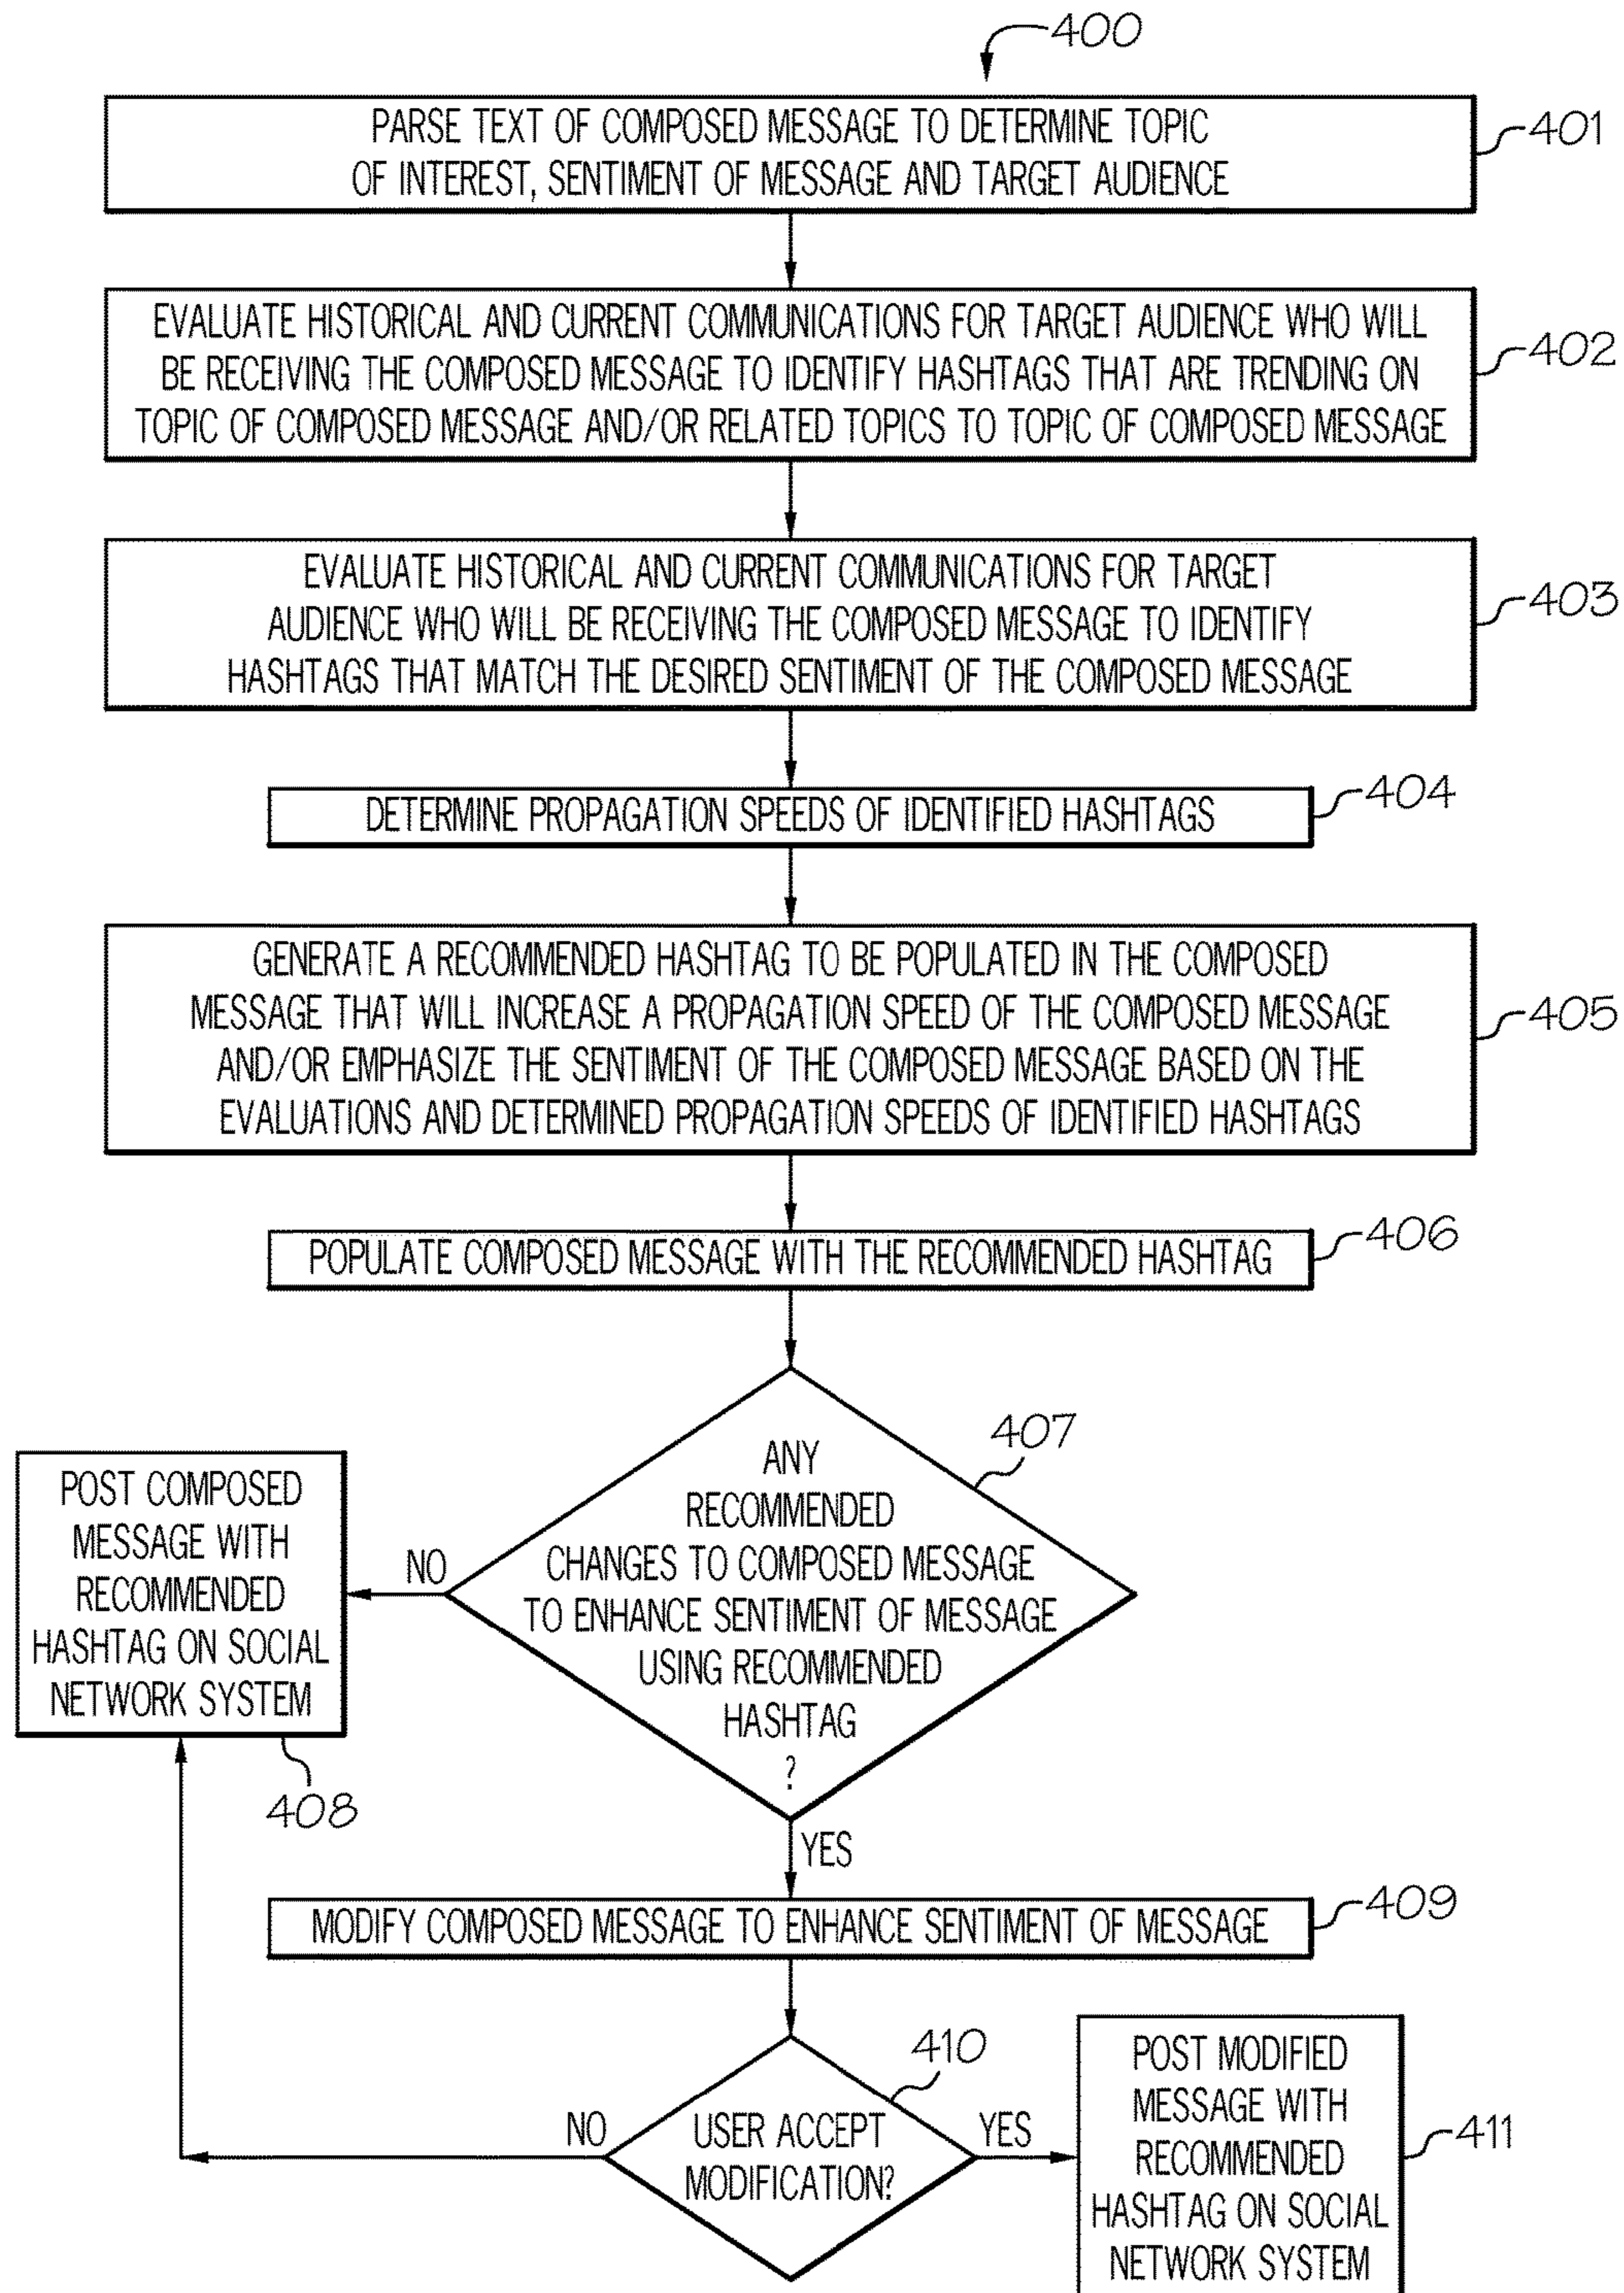 400
PARSE TEXT OF COMPOSED MESSAGE TO DETERMINE TOPIC
OF INTEREST, SENTIMENT OF MESSAGE AND TARGET AUDIENCE
401
EVALUATE HISTORICAL AND CURRENT COMMUNICATIONS FOR TARGET AUDIENCE WHO WILL
BE RECEIVING THE COMPOSED MESSAGE TO IDENTIFY HASHTAGS THAT ARE TRENDING ON
TOPIC OF COMPOSED MESSAGE AND/OR RELATED TOPICS TO TOPIC OF COMPOSED MESSAGE
402
EVALUATE HISTORICAL AND CURRENT COMMUNICATIONS FOR TARGET
AUDIENCE WHO WILL BE RECEIVING THE COMPOSED MESSAGE TO IDENTIFY
HASHTAGS THAT MATCH THE DESIRED SENTIMENT OF THE COMPOSED MESSAGE
403
DETERMINE PROPAGATION SPEEDS OF IDENTIFIED HASHTAGS
404
GENERATE A RECOMMENDED HASHTAG TO BE POPULATED IN THE COMPOSED
MESSAGE THAT WILL INCREASE A PROPAGATION SPEED OF THE COMPOSED MESSAGE
AND/OR EMPHASIZE THE SENTIMENT OF THE COMPOSED MESSAGE BASED ON THE
EVALUATIONS AND DETERMINED PROPAGATION SPEEDS OF IDENTIFIED HASHTAGS
405
POPULATE COMPOSED MESSAGE WITH THE RECOMMENDED HASHTAG
406
ANY
RECOMMENDED
CHANGES TO COMPOSED MESSAGE
TO ENHANCE SENTIMENT OF MESSAGE
USING RECOMMENDED
HASHTAG
?
407
NO
POST COMPOSED
MESSAGE WITH
RECOMMENDED
HASHTAG ON SOCIAL
NETWORK SYSTEM
408
YES
MODIFY COMPOSED MESSAGE TO ENHANCE SENTIMENT OF MESSAGE
409
USER ACCEPT
MODIFICATION?
410
NO
YES
POST MODIFIED
MESSAGE WITH
RECOMMENDED
HASHTAG ON SOCIAL
NETWORK SYSTEM
411